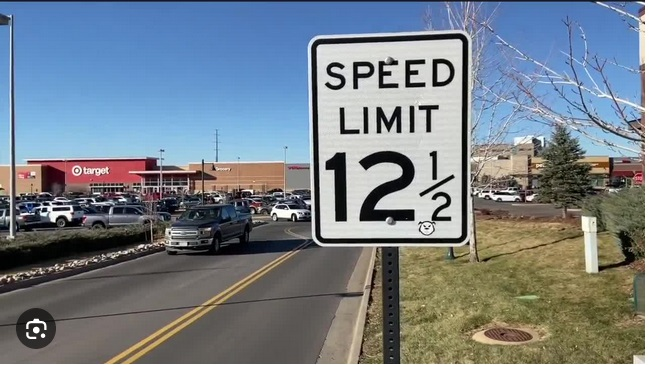 SPEED
LIMIT
12 1/2
target